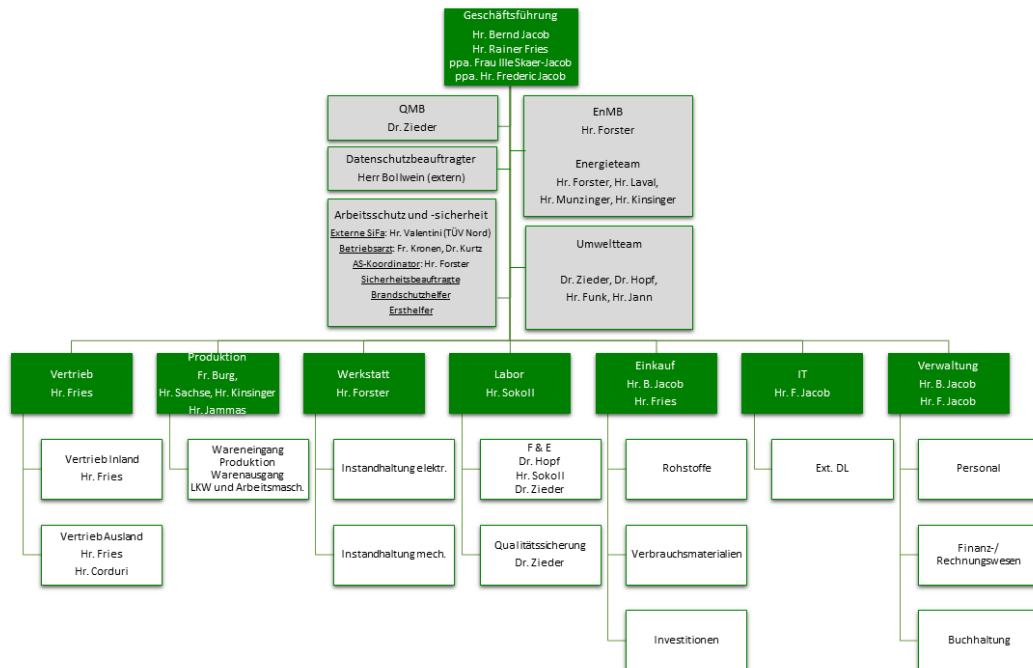 Geschäftsführung
Hr. Bernd Jacob
Hr. Rainer Fries
ppa. Frau Ille Skaer-Jacob
ppa. Hr. Frederic Jacob
QMB
Dr. Zieder
EnMB
Hr. Forster
Energieteam
Hr. Forster, Hr. Laval,
Hr. Munzinger, Hr. Kinsinger
Datenschutzbeauftragter
Herr Bollwein (extern)
Arbeitsschutz und -sicherheit
Externe SiFa: Hr. Valentini (TÜV Nord)
Betriebsarzt: Fr. Kronen, Dr. Kurtz
AS-Koordinator: Hr. Forster
Sicherheitsbeauftragte
Brandschutzhelfer
Ersthelfer
Umweltteam
Dr. Zieder, Dr. Hopf,
Hr. Funk, Hr. Jann
Vertrieb
Hr. Fries
Produktion
Fr. Burg,
Hr. Sachse, Hr. Kinsinger
Hr. Jammas
Werkstatt
Hr. Forster
Labor
Hr. Sokoll
Einkauf
Hr. B. Jacob
Hr. Fries
IT
Hr. F. Jacob
Verwaltung
Hr. B. Jacob
Hr. F. Jacob
Vertrieb Inland
Hr. Fries
Wareneingang
Produktion
Warenausgang
LKW und Arbeitsmasch.
Instandhaltung elektr.
F & E
Dr. Hopf
Hr. Sokoll
Dr. Zieder
Rohstoffe
Ext. DL
Personal
Vertrieb Ausland
Hr. Fries
Hr. Corduri
Instandhaltung mech.
Qualitätssicherung
Dr. Zieder
Verbrauchsmaterialien
Finanz-/
Rechnungswesen
Investitionen
Buchhaltung